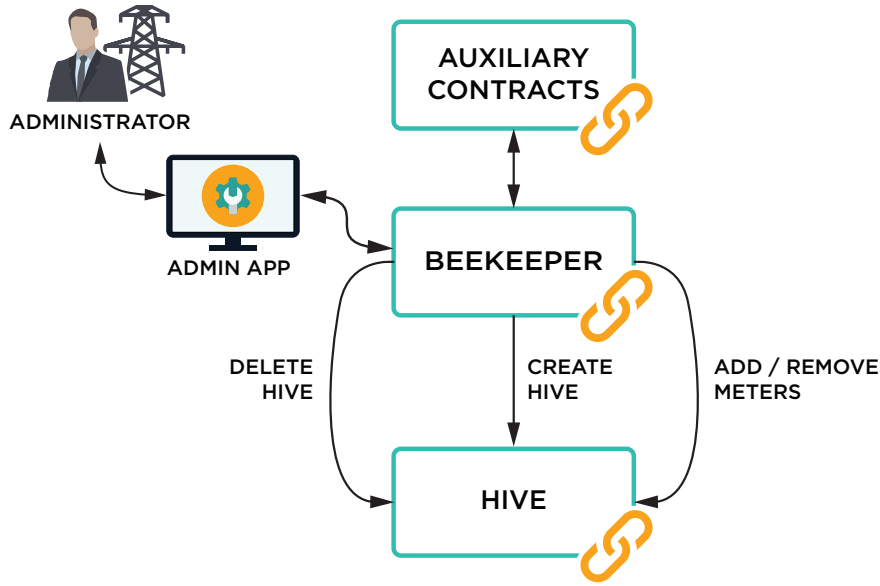 AUXILIARY
CONTRACTS
ADMINISTRATOR
ADMIN APP
BEEKEEPER
DELETE
HIVE
CREATE
HIVE
ADD / REMOVE
METERS
HIVE